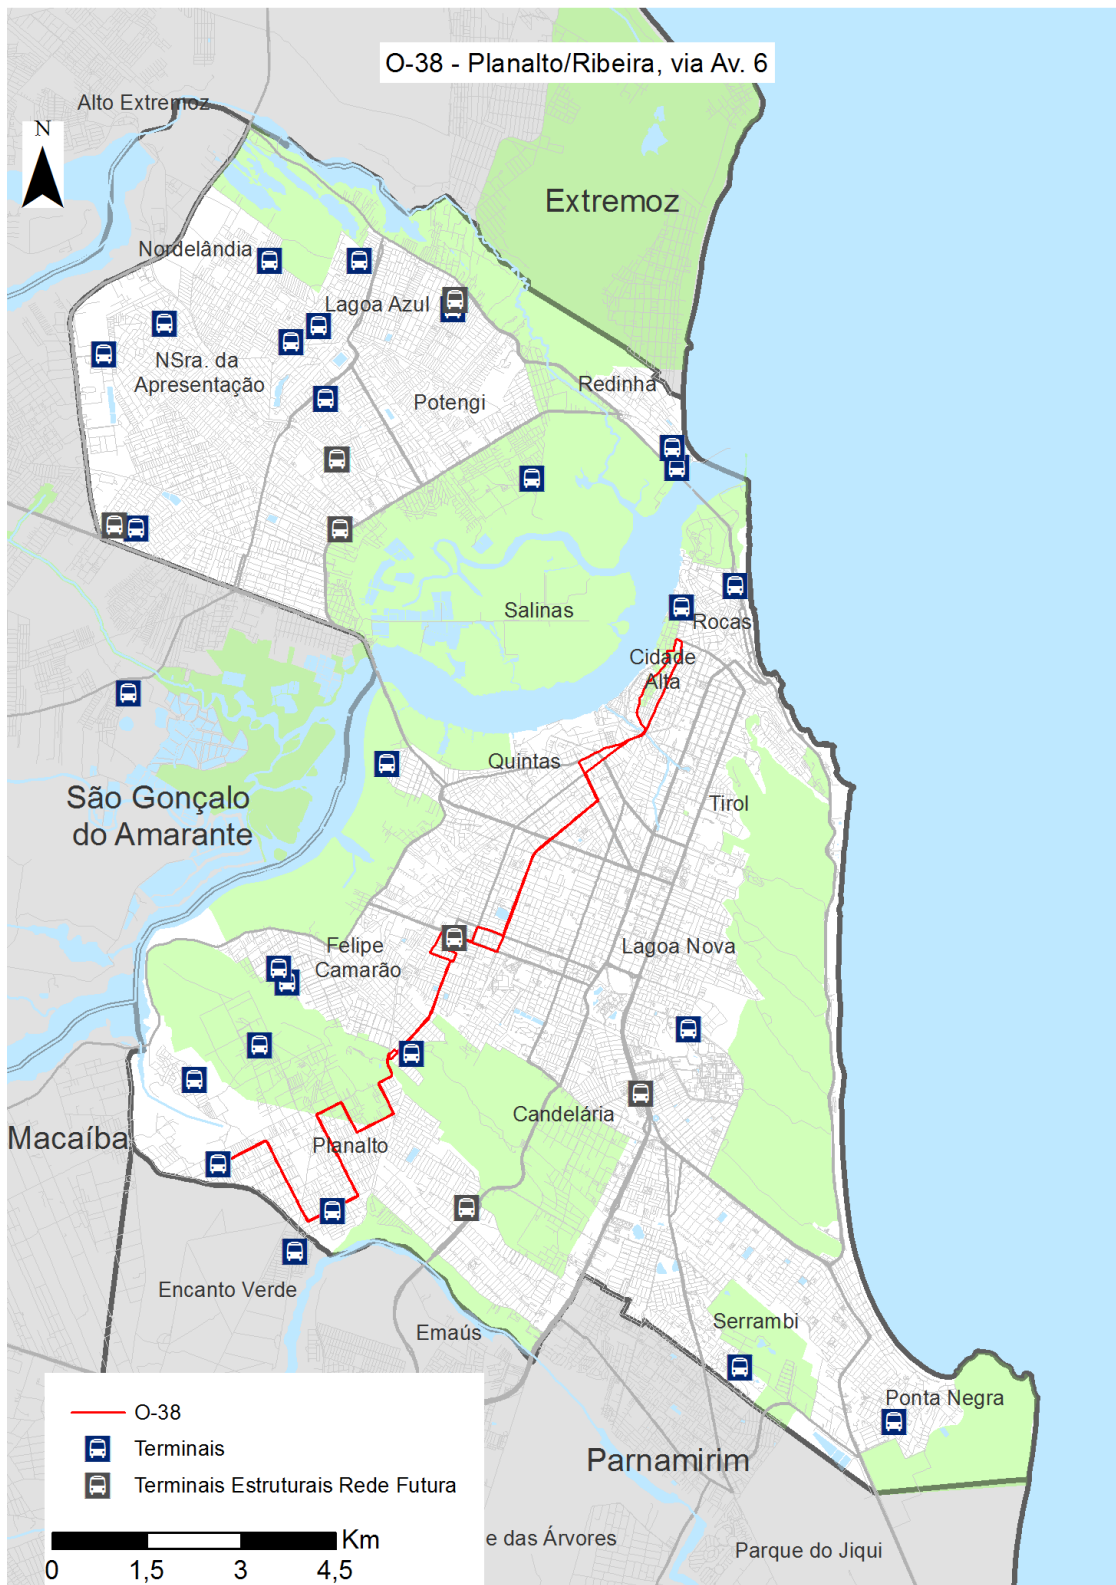 O-38 - Planalto/Ribeira, via Av. 6
Alto Extremoz
N
Extremoz
Nordelândia
Lagoa Azul
NSra. da
Apresentação
Redinha
Potengi
Salinas
Rocas
Cidade
Alta
Quintas
São Gonçalo
do Amarante
Tirol
Felipe
Camarão
Lagoa Nova
Candelária
Macaíba
Planalto
Encanto Verde
Emaús
Serrambi
Ponta Negra
Parnamirim
O-38
Terminais
Terminais Estruturais Rede Futura
Km
0 1,5 3 4,5
e das Árvores
Parque do Jiqui